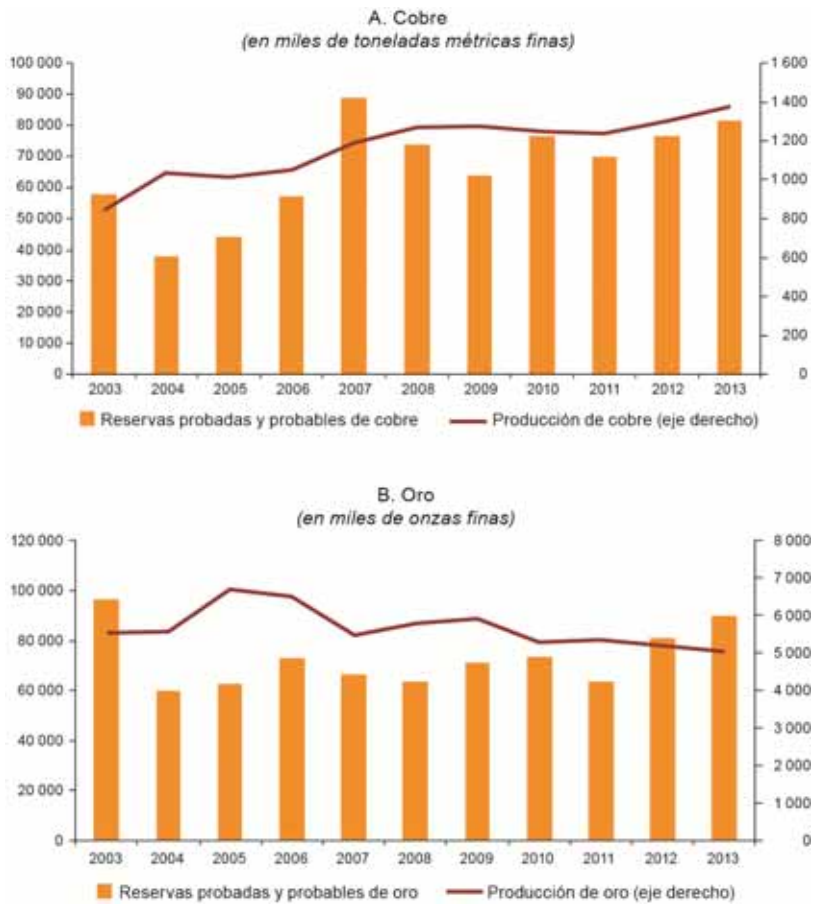 A. Cobre
(en miles de toneladas métricas finas)
100 000 1 600
90 000 1 400
80 000 1 200
70 000 1 000
60 000 800
50 000 600
40 000 400
30 000 200
20 000 0
10 000
0
2003 2004 2005 2006 2007 2008 2009 2010 2011 2012 2013
Reservas probadas y probables de cobre Producción de cobre (eje derecho)
B. Oro
(en miles de onzas finas)
120 000 8 000
100 000 7 000
80 000 6 000
60 000 5 000
40 000 4 000
20 000 3 000
0 2 000
1 000
0
2003 2004 2005 2006 2007 2008 2009 2010 2011 2012 2013
Reservas probadas y probables de oro Producción de oro (eje derecho)